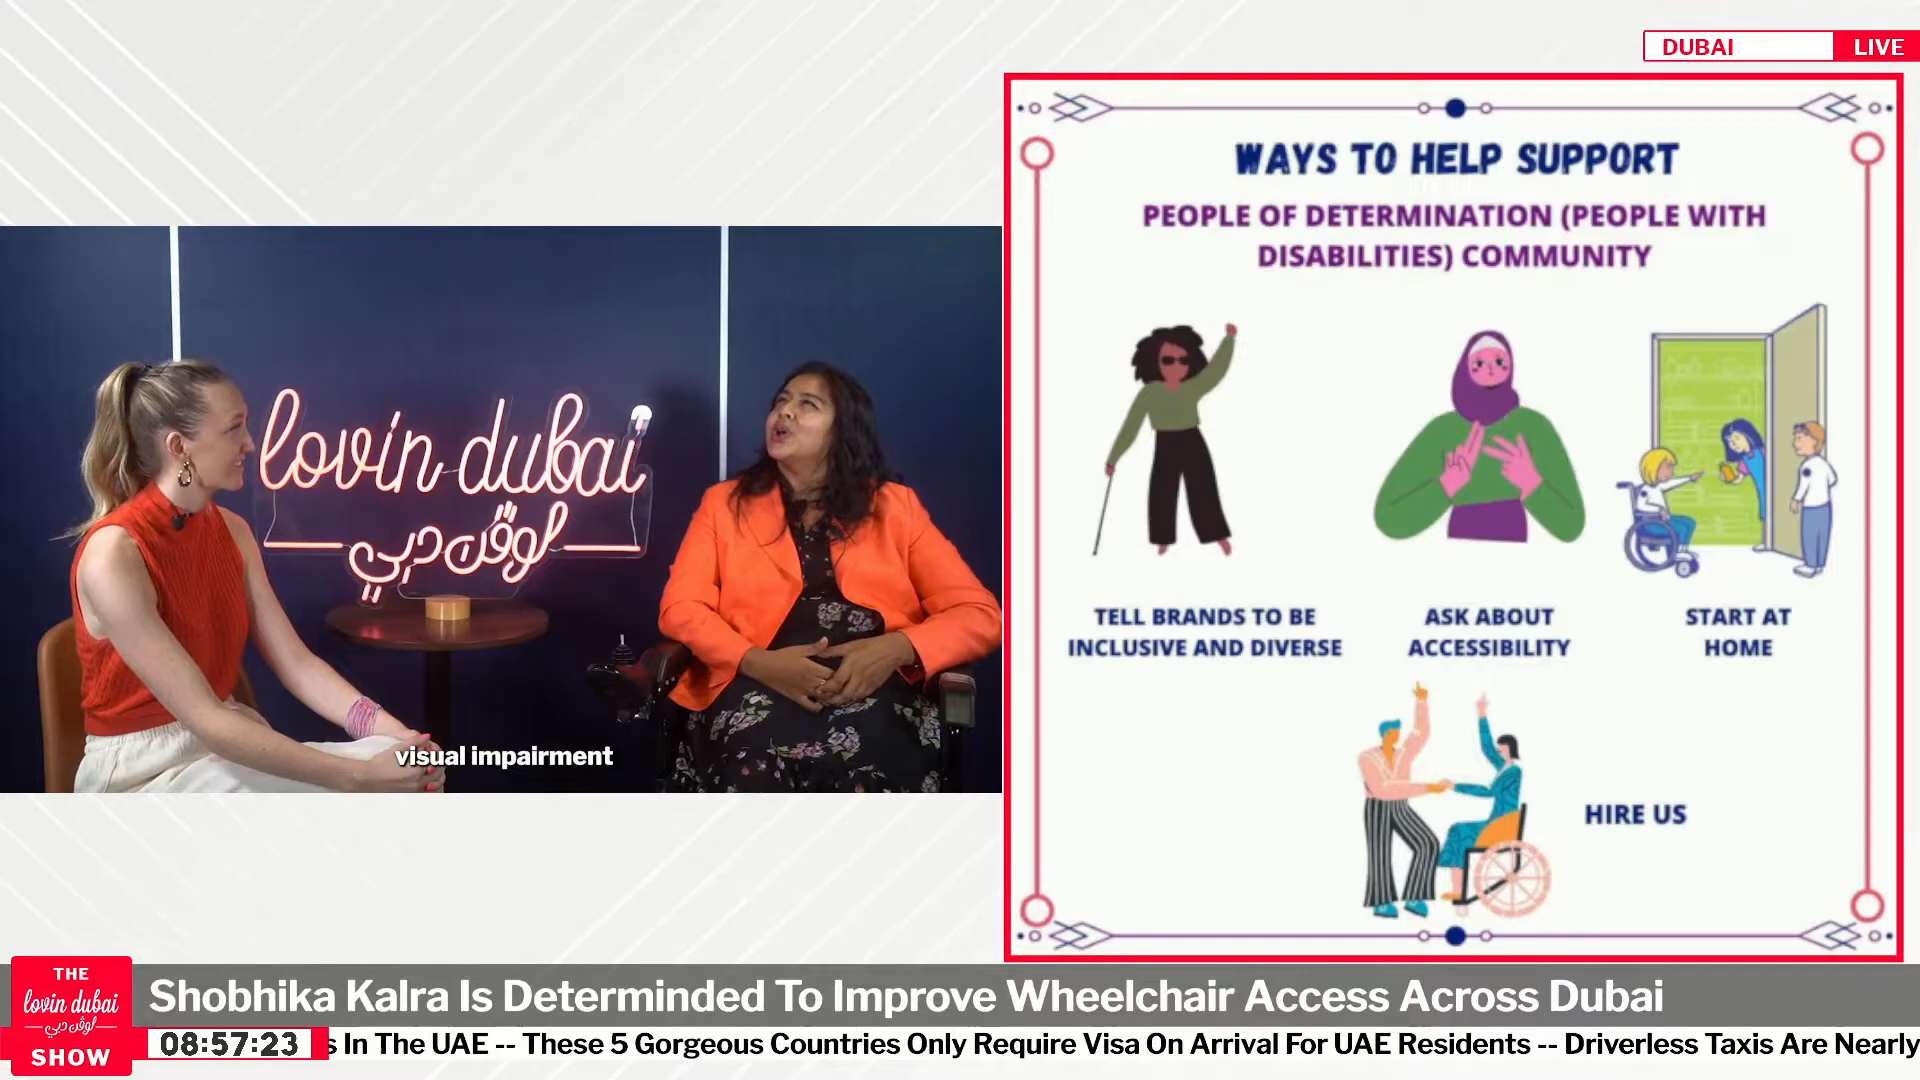 DUBAI LIVE
WAYS TO HELP SUPPORT
PEOPLE OF DETERMINATION (PEOPLE WITH
DISABILITIES) COMMUNITY
TELL BRANDS TO BE
INCLUSIVE AND DIVERSE
ASK ABOUT
ACCESSIBILITY
START AT
HOME
HIRE US
lovin dubai
لوڤن دبي
visual impairment
THE
lovin dubai
لوڤن دبي
SHOW
Shobhika Kalra Is Determinded To Improve Wheelchair Access Across Dubai
08:57:23
s In The UAE -- These 5 Gorgeous Countries Only Require Visa On Arrival For UAE Residents -- Driverless Taxis Are Nearly